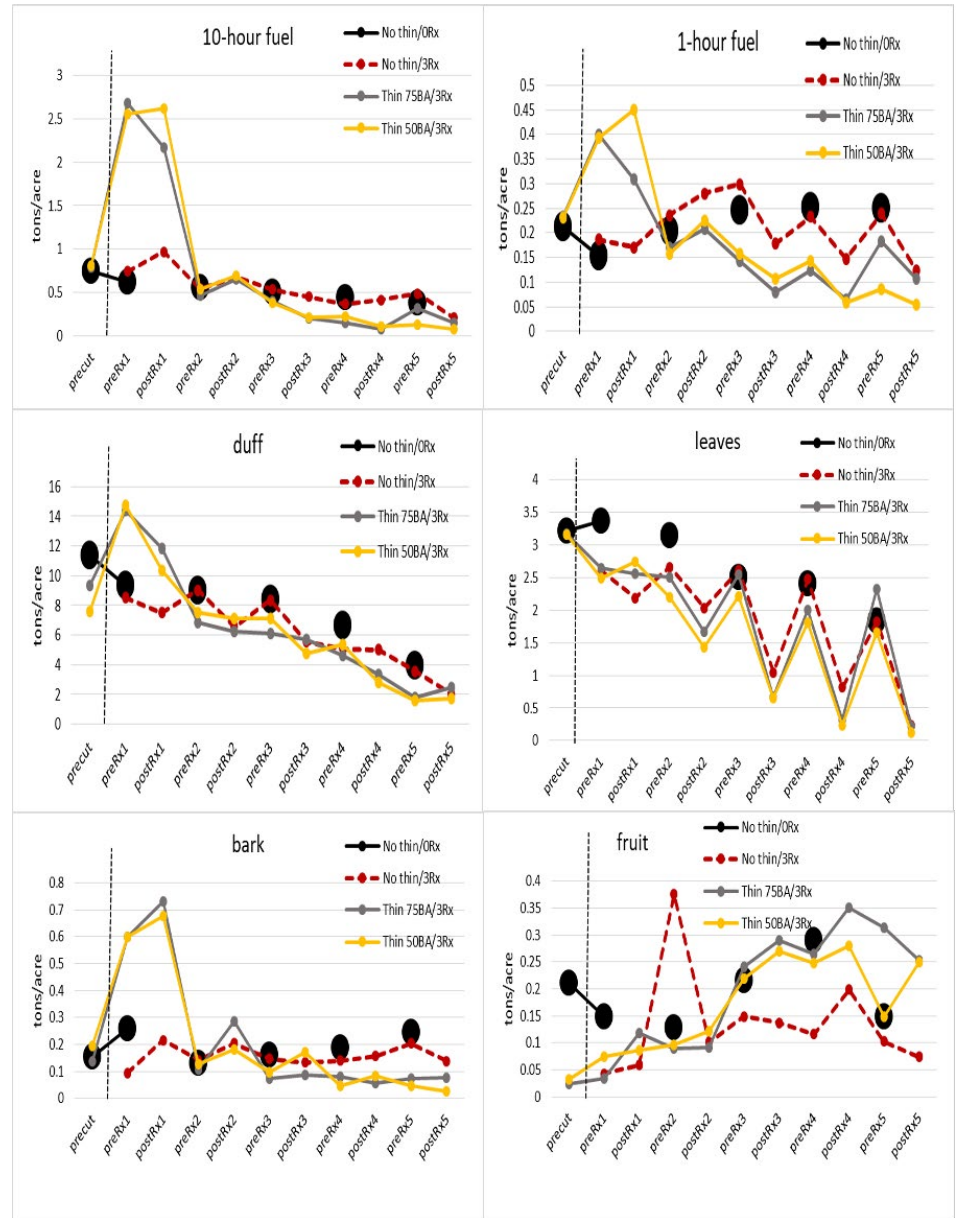 10-hour fuel
No thin/0Rx
No thin/3Rx
Thin 75BA/3Rx
Thin 50BA/3Rx
tons/acre
3
2.5
2
1.5
1
0.5
0
precut
preRx1
postRx1
preRx2
postRx2
preRx3
postRx3
preRx4
postRx4
preRx5
postRx5
1-hour fuel
No thin/0Rx
No thin/3Rx
Thin 75BA/3Rx
Thin 50BA/3Rx
tons/acre
0.5
0.45
0.4
0.35
0.3
0.25
0.2
0.15
0.1
0.05
0
precut
preRx1
postRx1
preRx2
postRx2
preRx3
postRx3
preRx4
postRx4
preRx5
postRx5
duff
No thin/0Rx
No thin/3Rx
Thin 75BA/3Rx
Thin 50BA/3Rx
tons/acre
16
14
12
10
8
6
4
2
0
precut
preRx1
postRx1
preRx2
postRx2
preRx3
postRx3
preRx4
postRx4
preRx5
postRx5
leaves
No thin/0Rx
No thin/3Rx
Thin 75BA/3Rx
Thin 50BA/3Rx
tons/acre
4
3.5
3
2.5
2
1.5
1
0.5
0
precut
preRx1
postRx1
preRx2
postRx2
preRx3
postRx3
preRx4
postRx4
preRx5
postRx5
bark
No thin/0Rx
No thin/3Rx
Thin 75BA/3Rx
Thin 50BA/3Rx
tons/acre
0.8
0.7
0.6
0.5
0.4
0.3
0.2
0.1
0
precut
preRx1
postRx1
preRx2
postRx2
preRx3
postRx3
preRx4
postRx4
preRx5
postRx5
fruit
No thin/0Rx
No thin/3Rx
Thin 75BA/3Rx
Thin 50BA/3Rx
tons/acre
0.4
0.35
0.3
0.25
0.2
0.15
0.1
0.05
0
precut
preRx1
postRx1
preRx2
postRx2
preRx3
postRx3
preRx4
postRx4
preRx5
postRx5